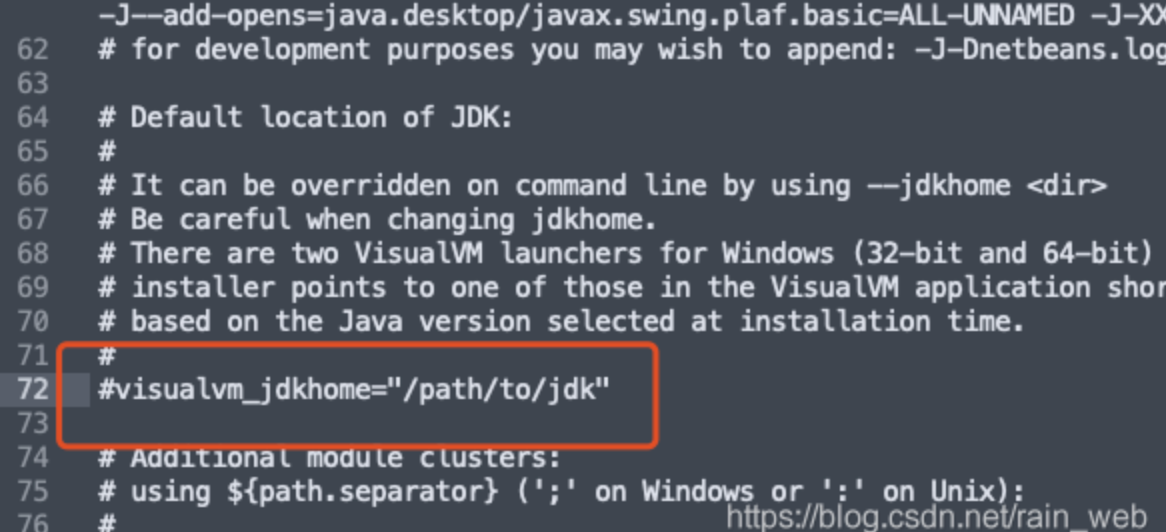 -J--add-opens=java.desktop/javax.swing.plaf.basic=ALL-UNNAMED -J-XX
62 # for development purposes you may wish to append: -J-Dnetbeans.log
63
64 # Default location of JDK:
65 #
66 # It can be overridden on command line by using --jdkhome <dir>
67 # Be careful when changing jdkhome.
68 # There are two VisualVM launchers for Windows (32-bit and 64-bit)
69 # installer points to one of those in the VisualVM application shor
70 # based on the Java version selected at installation time.
71 #
72 #visualvm_jdkhome="/path/to/jdk"
73
74 # Additional module clusters:
75 # using ${path.separator} (';' on Windows or ':' on Unix):
76 #
https://blog.csdn.net/rain_web